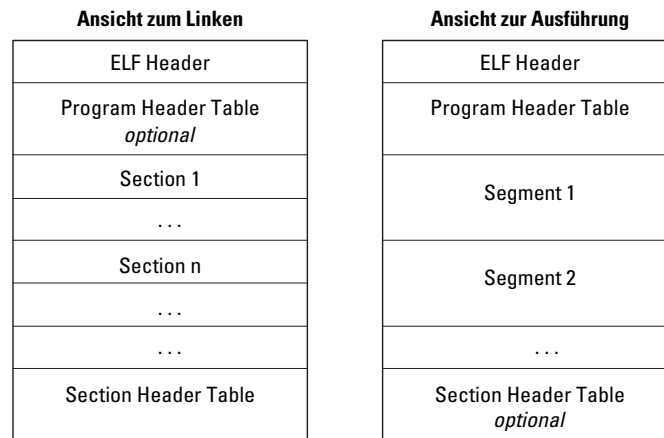 Ansicht zum Linken
ELF Header
Program Header Table
optional
Section 1
. . .
Section n
. . .
. . .
Section Header Table
Ansicht zur Ausführung
ELF Header
Program Header Table
Segment 1
Segment 2
. . .
Section Header Table
optional